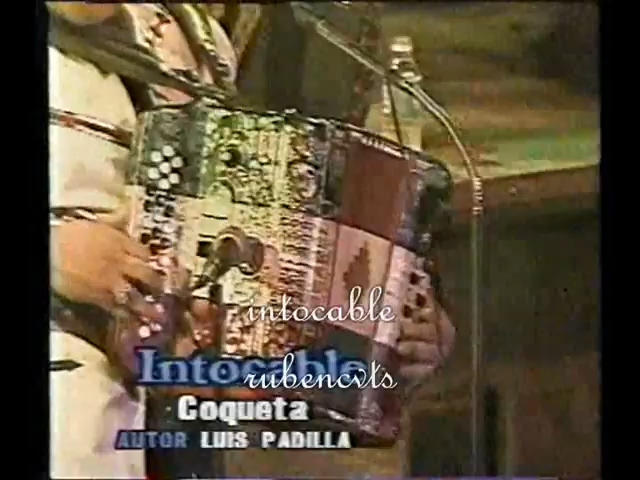 intocable
Intocable
rubencvts
Coqueta
AUTOR LUIS PADILLA